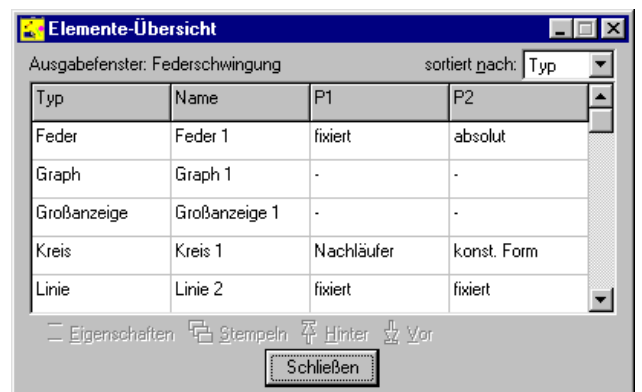 Elemente-Übersicht
Ausgabefenster: Federschwingung sortiert nach: Typ
Typ Name P1 P2
Feder Feder 1 fixiert absolut
Graph Graph 1 - -
Großanzeige Großanzeige 1 - -
Kreis Kreis 1 Nachläufer konst. Form
Linie Linie 2 fixiert fixiert
Eigenschaften Stempeln Hinter Vor
Schließen